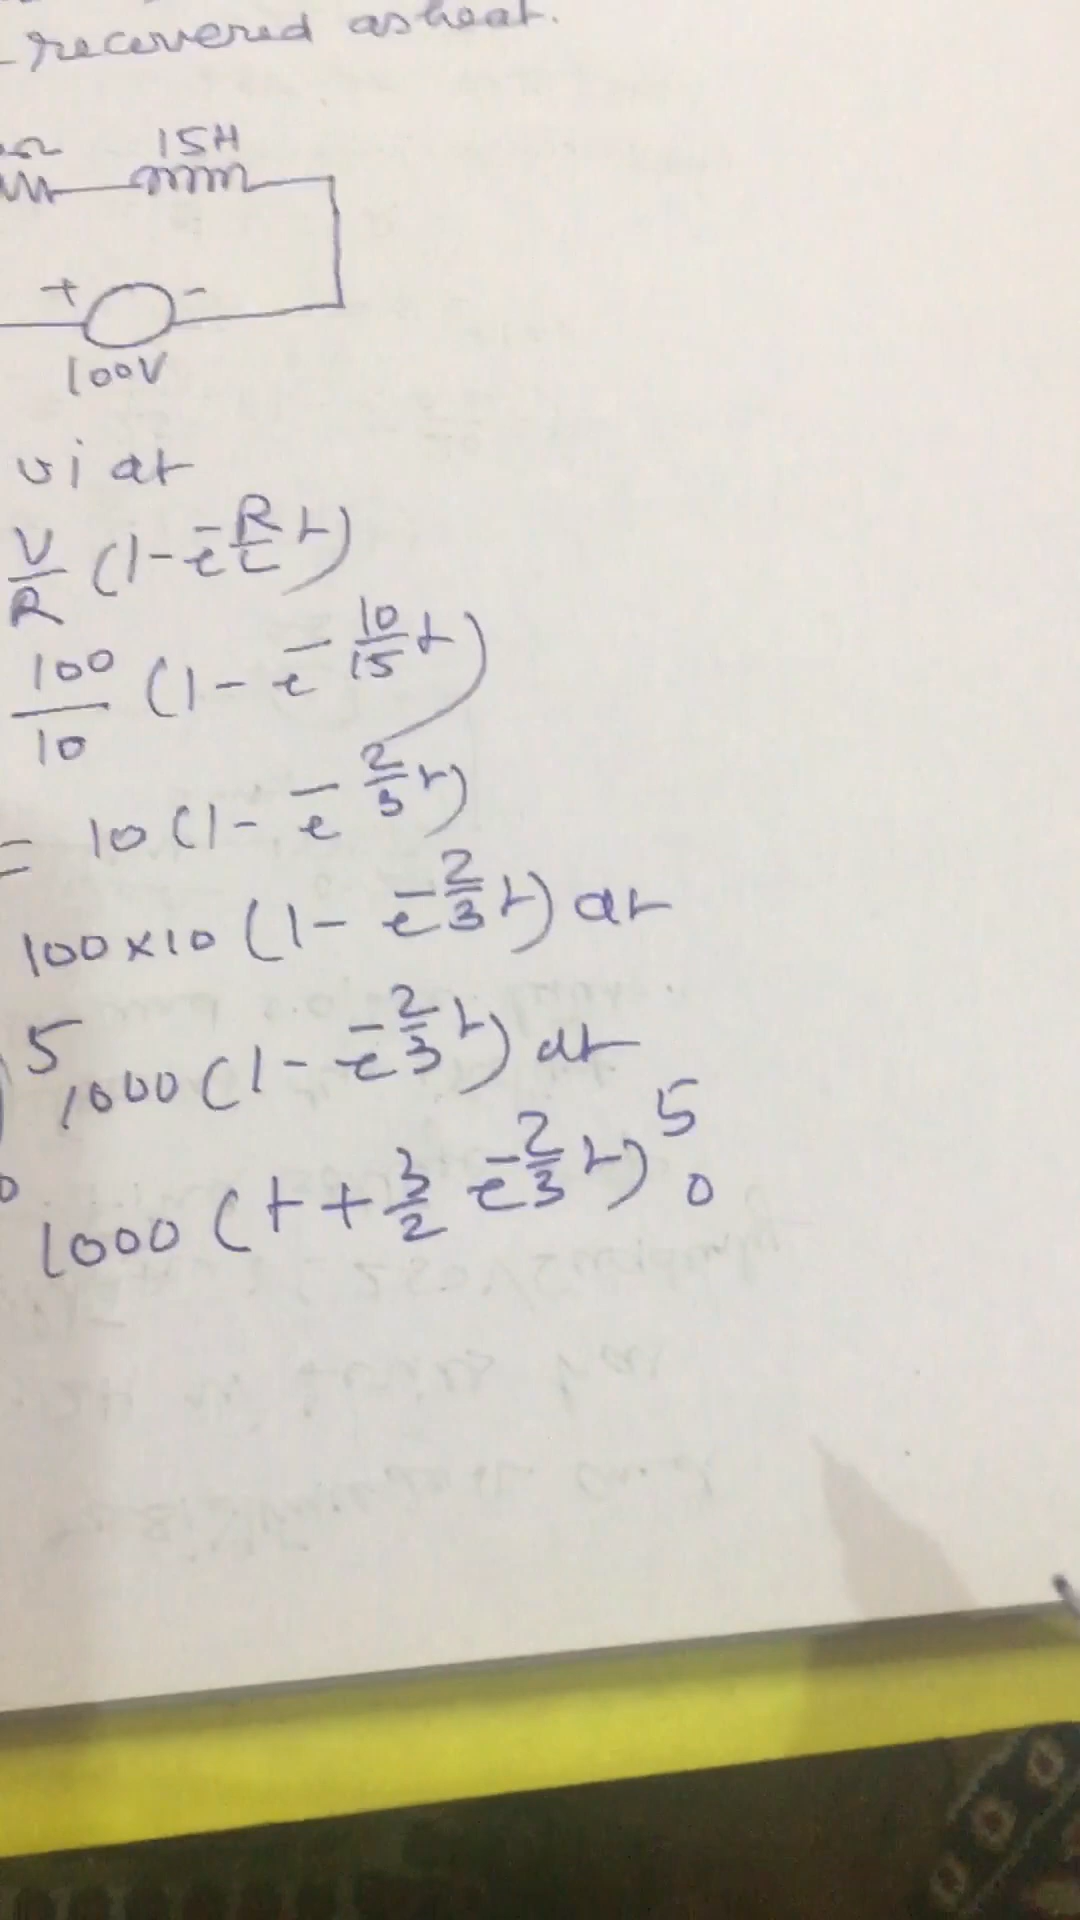 recovered as heat.
Ω 15H
+ -
100V
vi dt
V/R (1 - e^-R/L t)
100/10 (1 - e^-10/15 t)
= 10 (1 - e^-2/3 t)
100 × 10 (1 - e^-2/3 t) dt
5 1000 (1 - e^-2/3 t) dt
0
1000 (t + 3/2 e^-2/3 t) 5 0